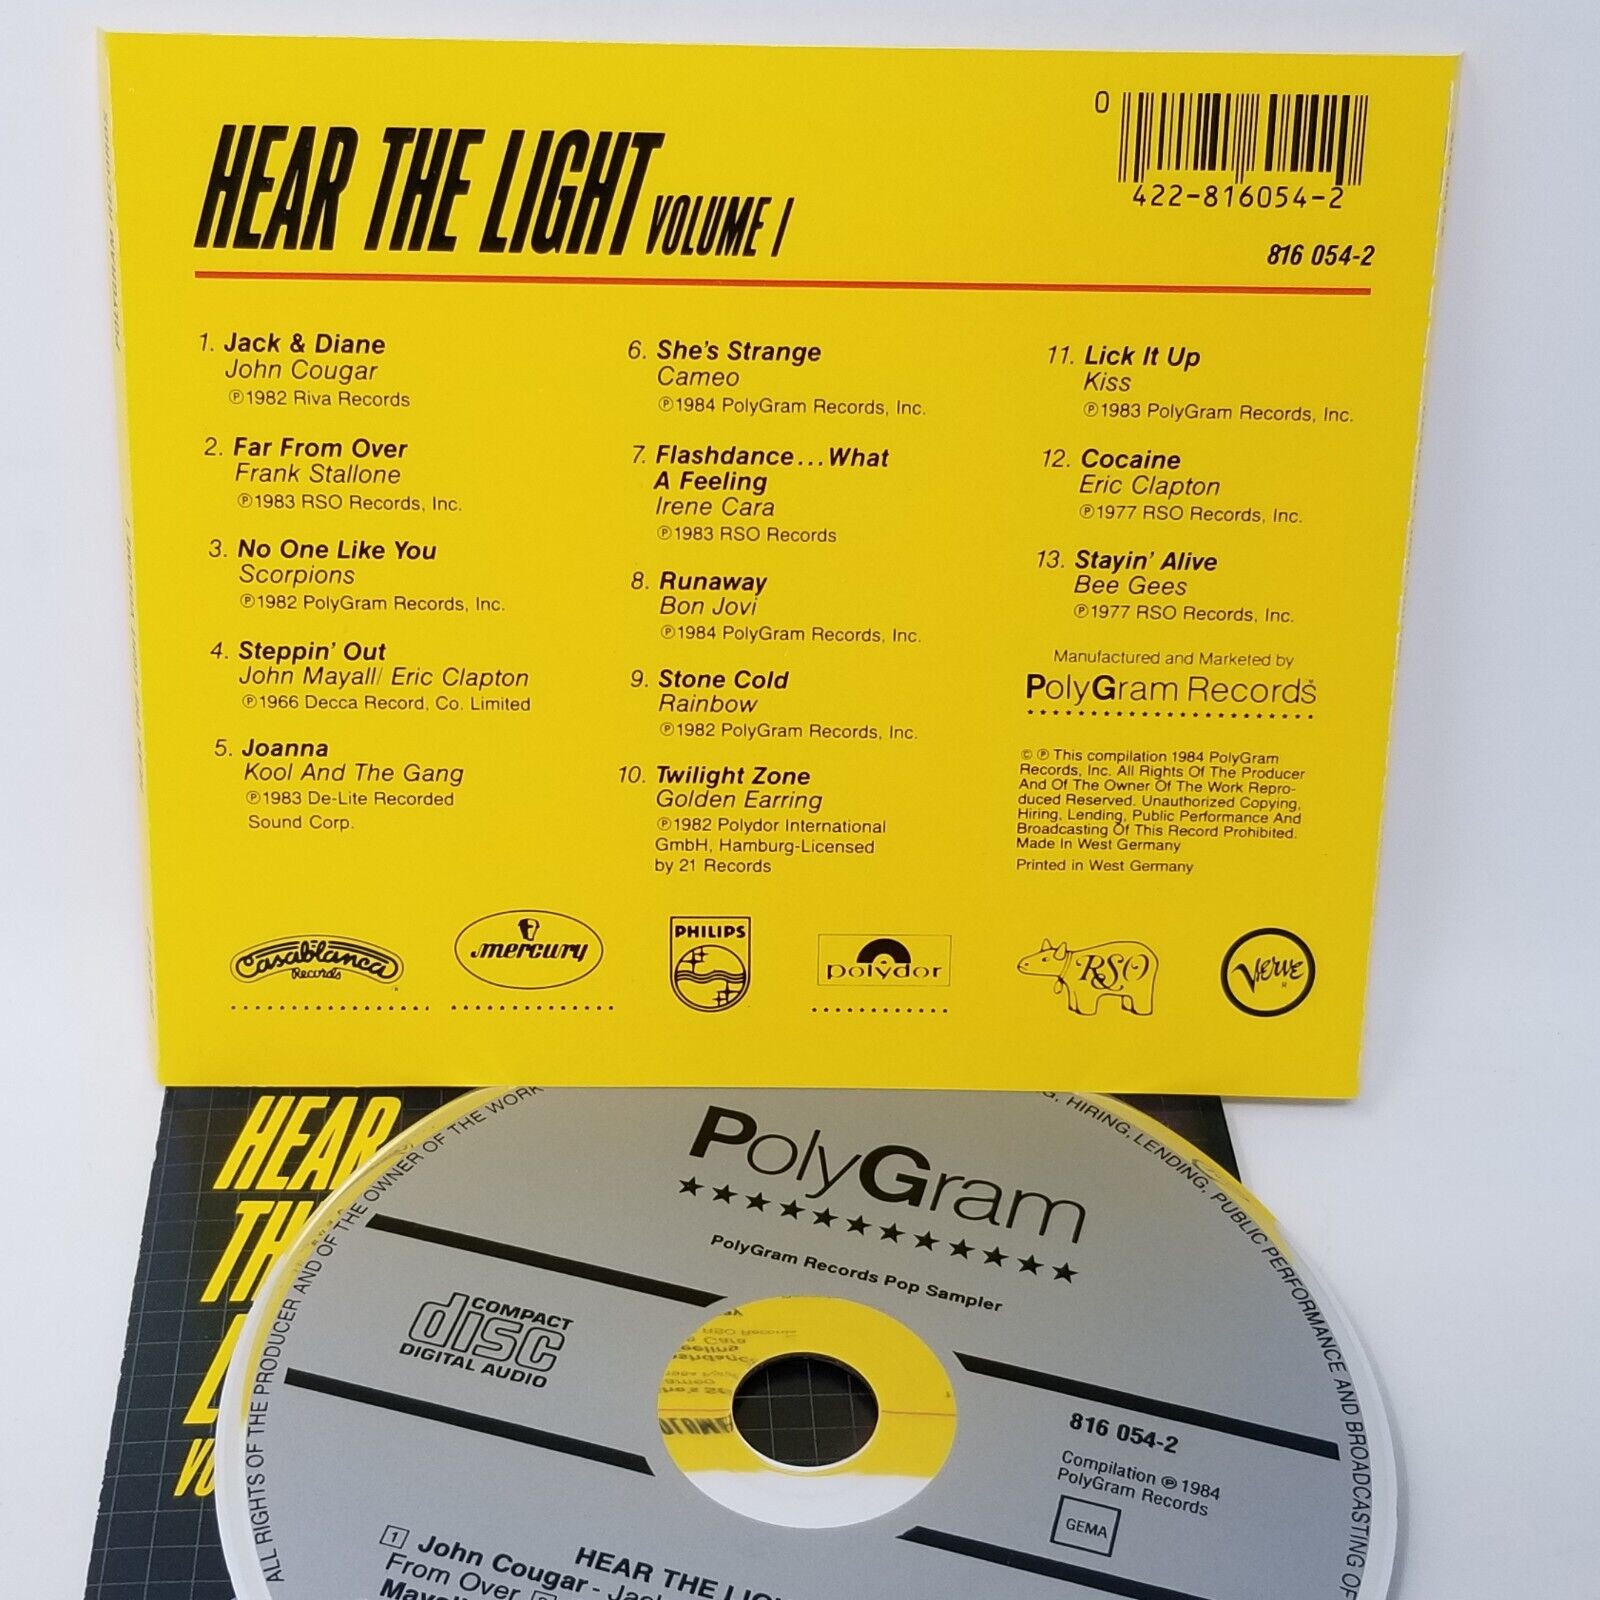 HEAR THE LIGHT VOLUME I
0
422-816054-2
816 054-2
1. Jack & Diane
John Cougar
℗1982 Riva Records
2. Far From Over
Frank Stallone
℗1983 RSO Records, Inc.
3. No One Like You
Scorpions
℗1982 PolyGram Records, Inc.
4. Steppin' Out
John Mayall/ Eric Clapton
℗1966 Decca Record, Co. Limited
5. Joanna
Kool And The Gang
℗1983 De-Lite Recorded
Sound Corp.
6. She's Strange
Cameo
℗1984 PolyGram Records, Inc.
7. Flashdance...What
A Feeling
Irene Cara
℗1983 RSO Records
8. Runaway
Bon Jovi
℗1984 PolyGram Records, Inc.
9. Stone Cold
Rainbow
℗1982 PolyGram Records, Inc.
10. Twilight Zone
Golden Earring
℗1982 Polydor International
GmbH, Hamburg-Licensed
by 21 Records
11. Lick It Up
Kiss
℗1983 PolyGram Records, Inc.
12. Cocaine
Eric Clapton
℗1977 RSO Records, Inc.
13. Stayin' Alive
Bee Gees
℗1977 RSO Records, Inc.
Manufactured and Marketed by
PolyGram Records
© ℗ This compilation 1984 PolyGram
Records, Inc. All Rights Of The Producer
And Of The Owner Of The Work Repro-
duced Reserved. Unauthorized Copying,
Hiring, Lending, Public Performance And
Broadcasting Of This Record Prohibited.
Made In West Germany
Printed in West Germany
Casablanca
Records
mercury
PHILIPS
polydor
RSO
VERVE
HEAR
TH
VO
ALL RIGHTS OF THE PRODUCER AND OF THE OWNER OF THE WORK
HIRING, LENDING, PUBLIC PERFORMANCE AND BROADCASTING OF
PolyGram
PolyGram Records Pop Sampler
COMPACT
disc
DIGITAL AUDIO
816 054-2
Compilation ℗ 1984
PolyGram Records
GEMA
HEAR THE LIG
1 John Cougar - Jac
From Over